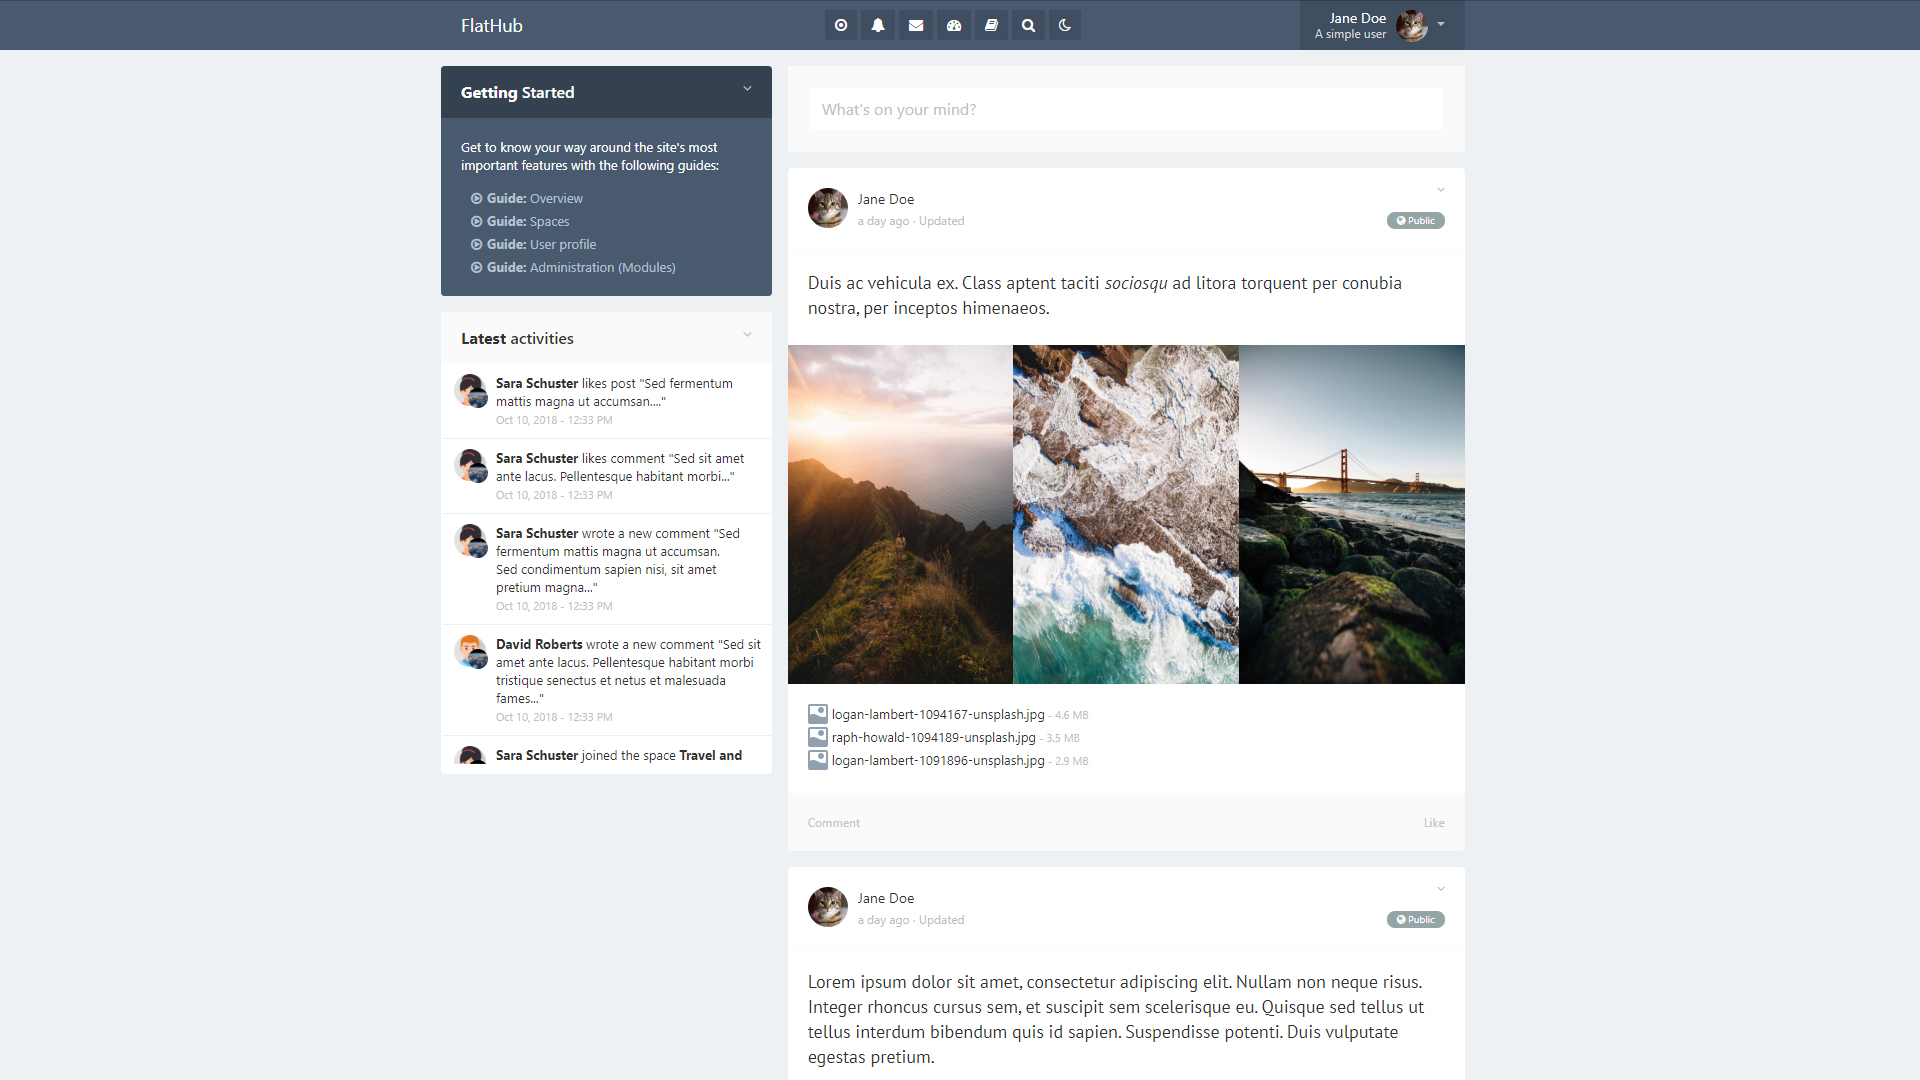 FlatHub
Jane Doe
A simple user
Getting Started
Get to know your way around the site's most
important features with the following guides:
Guide: Overview
Guide: Spaces
Guide: User profile
Guide: Administration (Modules)
Latest activities
Sara Schuster likes post "Sed fermentum
mattis magna ut accumsan...."
Oct 10, 2018 - 12:33 PM
Sara Schuster likes comment "Sed sit amet
ante lacus. Pellentesque habitant morbi..."
Oct 10, 2018 - 12:33 PM
Sara Schuster wrote a new comment "Sed
fermentum mattis magna ut accumsan.
Sed condimentum sapien nisi, sit amet
pretium magna..."
Oct 10, 2018 - 12:33 PM
David Roberts wrote a new comment "Sed sit
amet ante lacus. Pellentesque habitant morbi
tristique senectus et netus et malesuada
fames..."
Oct 10, 2018 - 12:33 PM
Sara Schuster joined the space Travel and
What's on your mind?
Jane Doe
a day ago · Updated
Public
Duis ac vehicula ex. Class aptent taciti sociosqu ad litora torquent per conubia
nostra, per inceptos himenaeos.
logan-lambert-1094167-unsplash.jpg - 4.6 MB
raph-howald-1094189-unsplash.jpg - 3.5 MB
logan-lambert-1091896-unsplash.jpg - 2.9 MB
Comment
Like
Jane Doe
a day ago · Updated
Public
Lorem ipsum dolor sit amet, consectetur adipiscing elit. Nullam non neque risus.
Integer rhoncus cursus sem, et suscipit sem scelerisque eu. Quisque sed tellus ut
tellus interdum bibendum quis id sapien. Suspendisse potenti. Duis vulputate
egestas pretium.